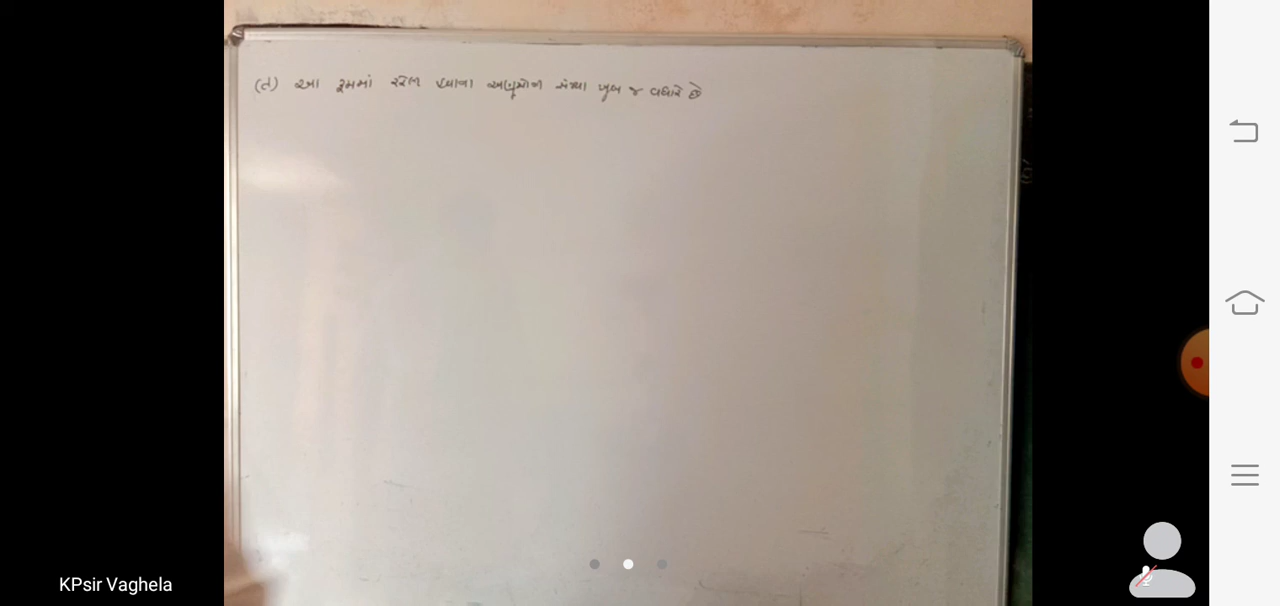 (ત) આ રૂમમાં રહેલ હવાના અણુઓની સંખ્યા ખુબ જ વધારે છે
KPsir Vaghela